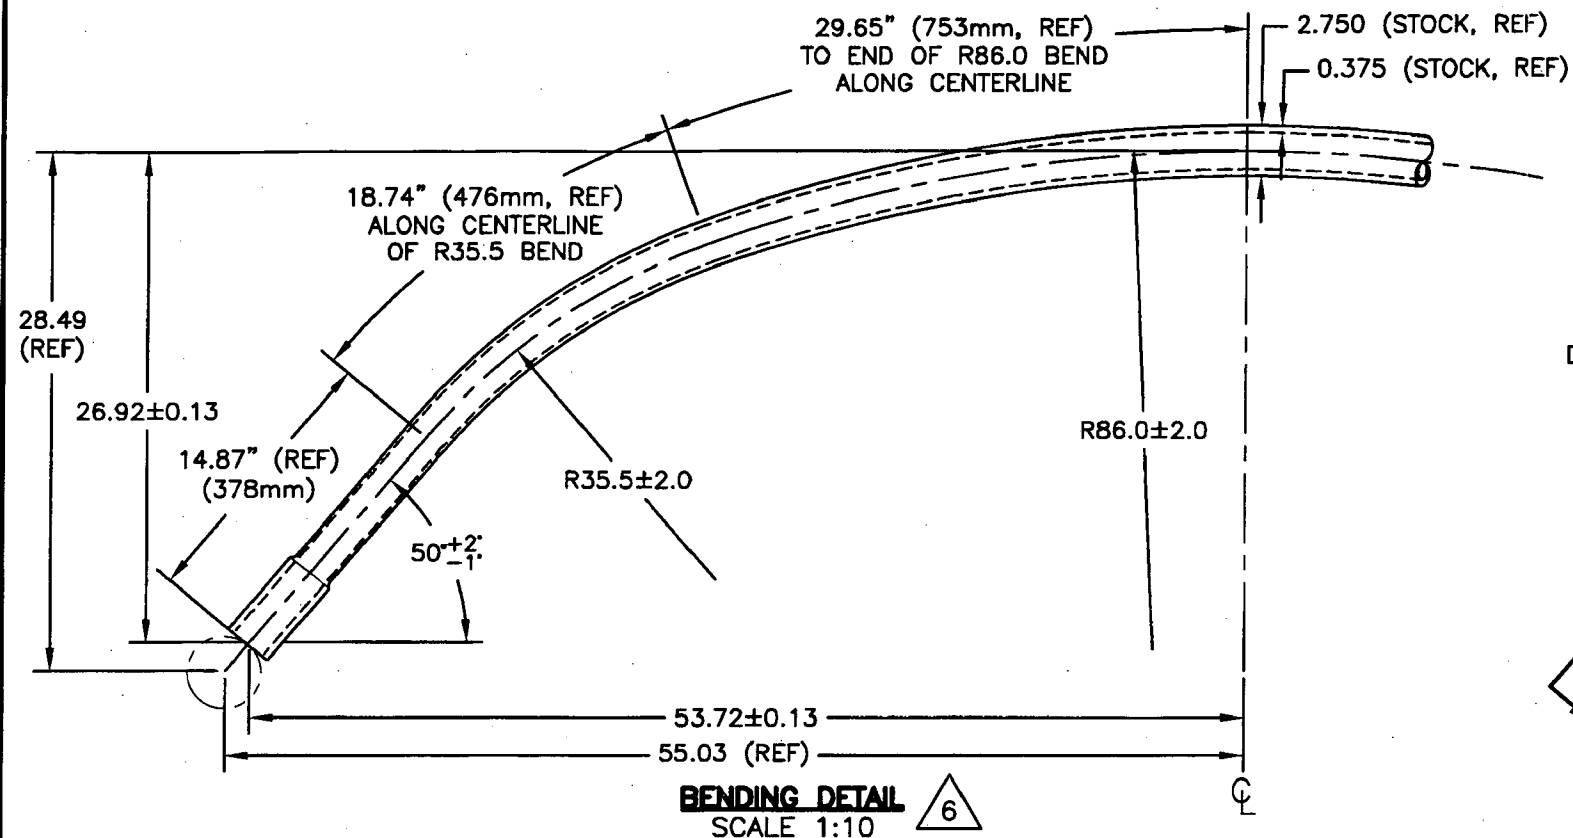 29.65" (753mm, REF)
TO END OF R86.0 BEND
ALONG CENTERLINE
2.750 (STOCK, REF)
0.375 (STOCK, REF)
18.74" (476mm, REF)
ALONG CENTERLINE
OF R35.5 BEND
28.49
(REF)
26.92±0.13
14.87" (REF)
(378mm)
R35.5±2.0
R86.0±2.0
50°+2°
-1°
53.72±0.13
55.03 (REF)
BENDING DETAIL
6
SCALE 1:10